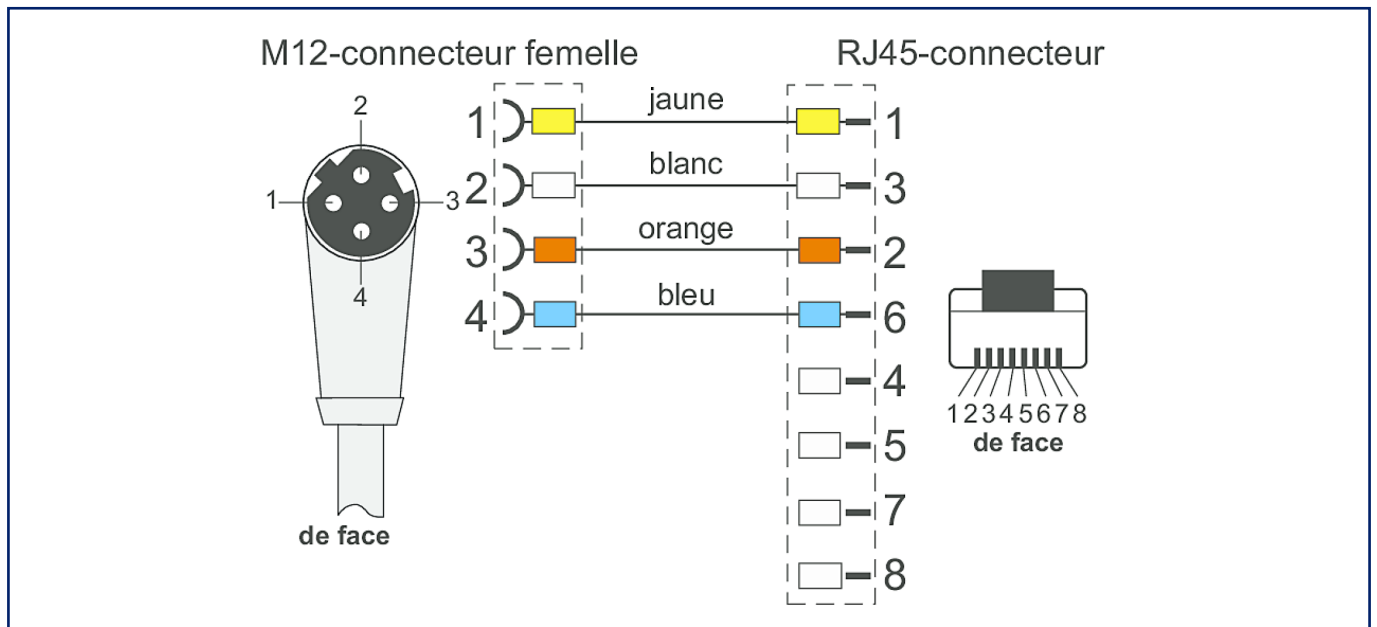 M12-connecteur femelle
RJ45-connecteur
2
1
3
4
de face
1 jaune 1
2 blanc 3
3 orange 2
4 bleu 6
4
5
7
8
12345678
de face